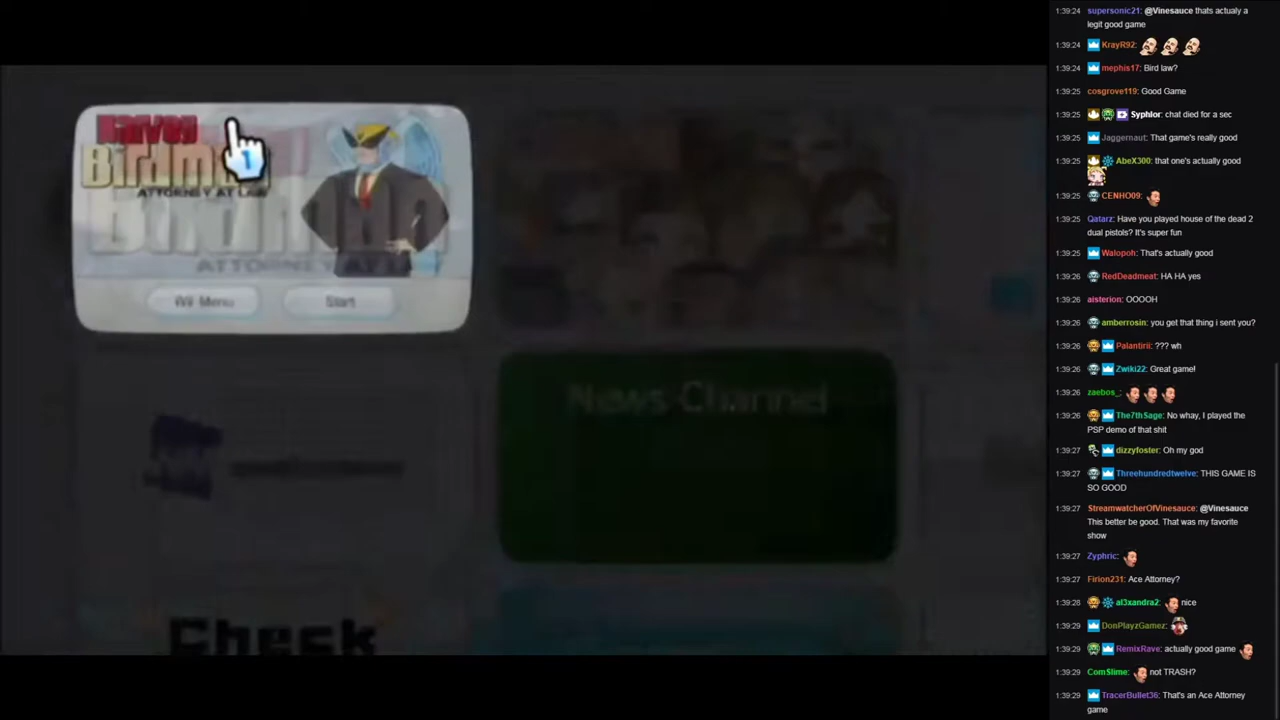 Harvey
Birdman
ATTORNEY AT LAW
ATTORNEY AT
Wii Menu
Start
News Channel
Check
1:39:24 supersonic21: @Vinesauce thats actualy a
legit good game
1:39:24 KrayR92:
1:39:24 mephis17: Bird law?
1:39:25 cosgrove119: Good Game
1:39:25 Syphlor: chat died for a sec
1:39:25 Jaggernaut: That game's really good
1:39:25 AbeX300: that one's actually good
1:39:25 CENHO09:
1:39:25 Qatarz: Have you played house of the dead 2
dual pistols? It's super fun
1:39:25 Walopoh: That's actually good
1:39:26 RedDeadmeat: HA HA yes
1:39:26 aisterion: OOOOH
1:39:26 amberrosin: you get that thing i sent you?
1:39:26 Palantirii: ??? wh
1:39:26 Zwiki22: Great game!
1:39:26 zaebos_:
1:39:26 The7thSage: No whay, I played the
PSP demo of that shit
1:39:27 dizzyfoster: Oh my god
1:39:27 Threehundredtwelve: THIS GAME IS
SO GOOD
1:39:27 StreamwatcherOfVinesauce: @Vinesauce
This better be good. That was my favorite
show
1:39:27 Zyphric:
1:39:27 Firion231: Ace Attorney?
1:39:28 al3xandra2: nice
1:39:29 DonPlayzGamez:
1:39:29 RemixRave: actually good game
1:39:29 ComSlime: not TRASH?
1:39:29 TracerBullet36: That's an Ace Attorney
game